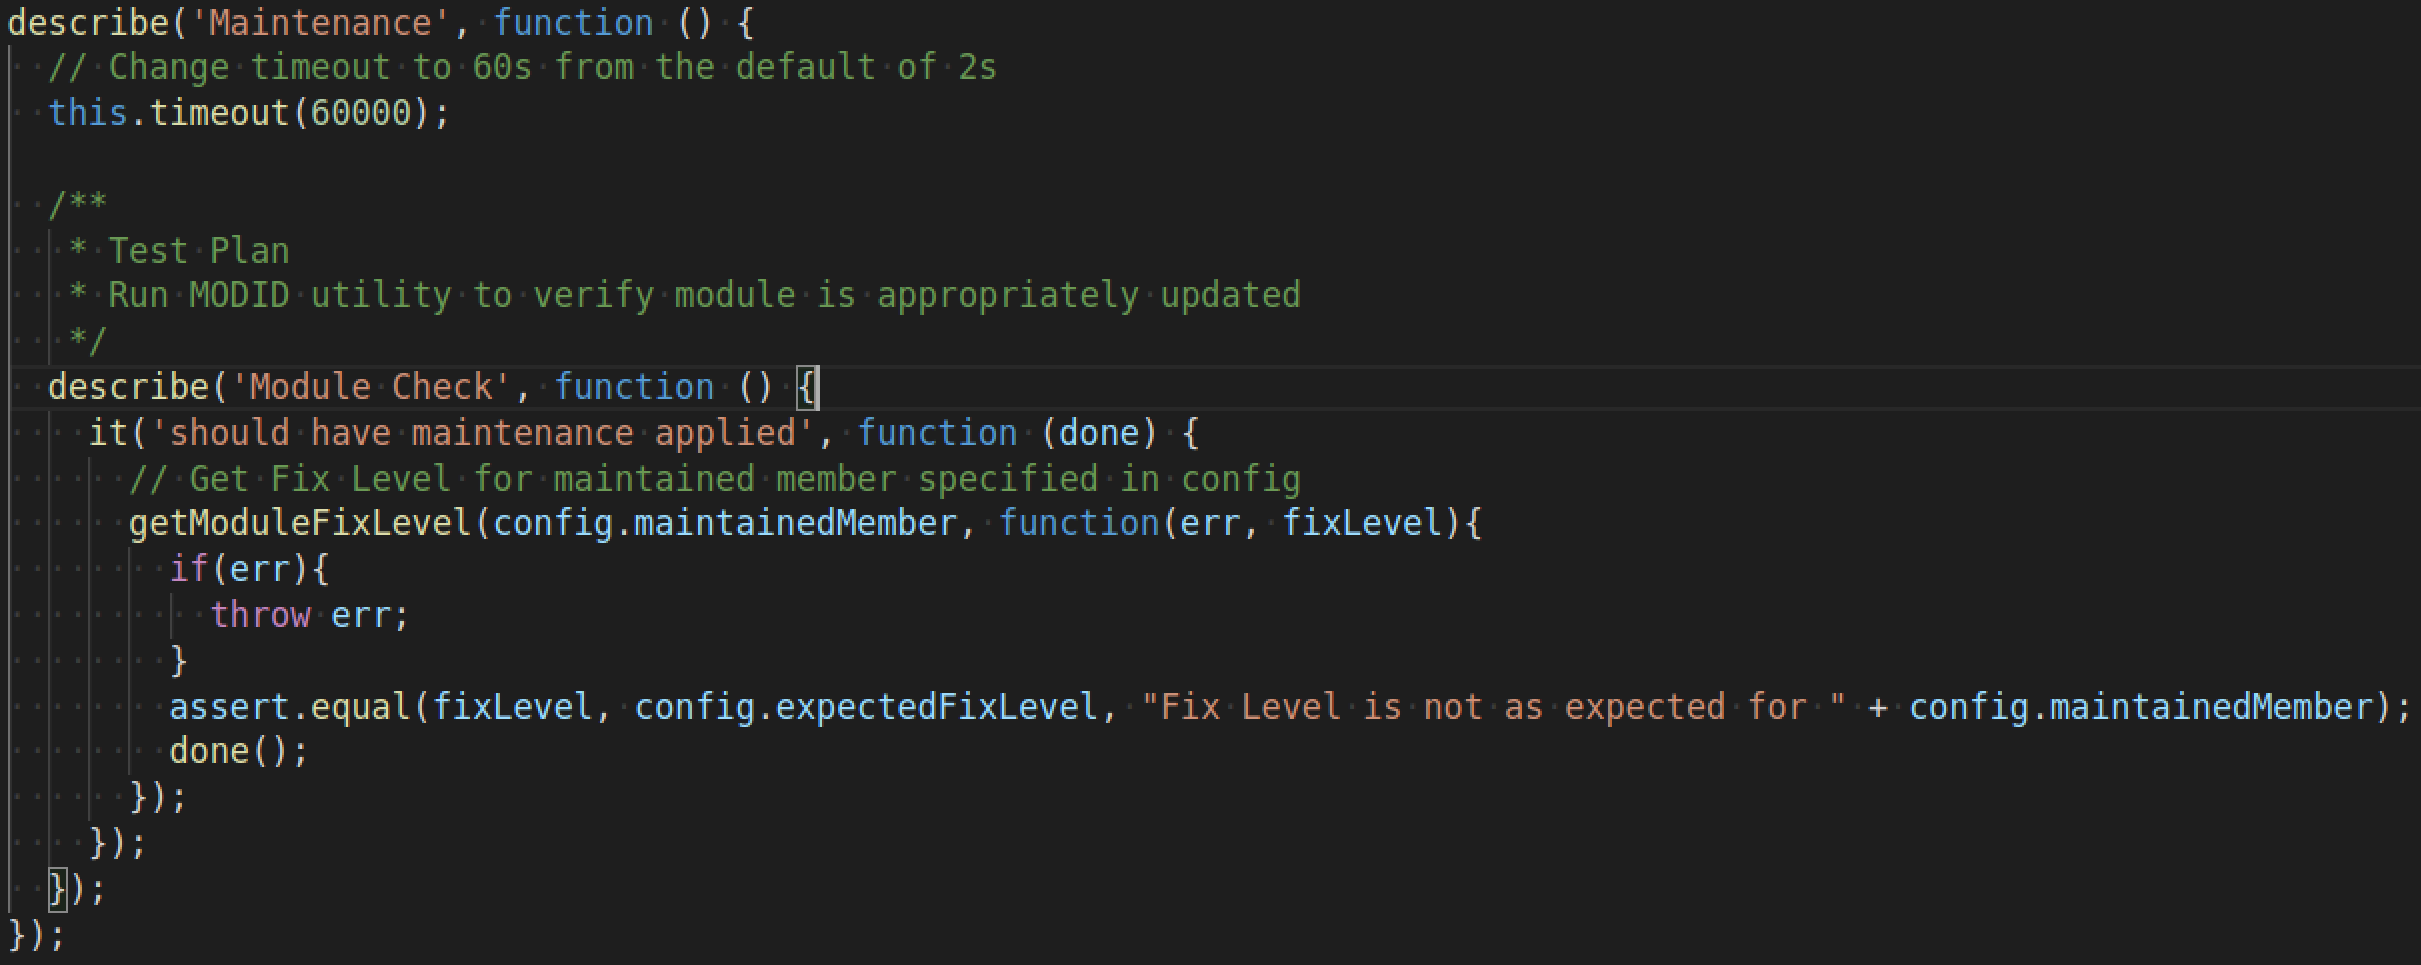 describe('Maintenance', function () {
  // Change timeout to 60s from the default of 2s
  this.timeout(60000);

  /**
   * Test Plan
   * Run MODID utility to verify module is appropriately updated
   */
  describe('Module Check', function () {
    it('should have maintenance applied', function (done) {
      // Get Fix Level for maintained member specified in config
      getModuleFixLevel(config.maintainedMember, function(err, fixLevel){
        if(err){
          throw err;
        }
        assert.equal(fixLevel, config.expectedFixLevel, "Fix Level is not as expected for " + config.maintainedMember);
        done();
      });
    });
  });
});